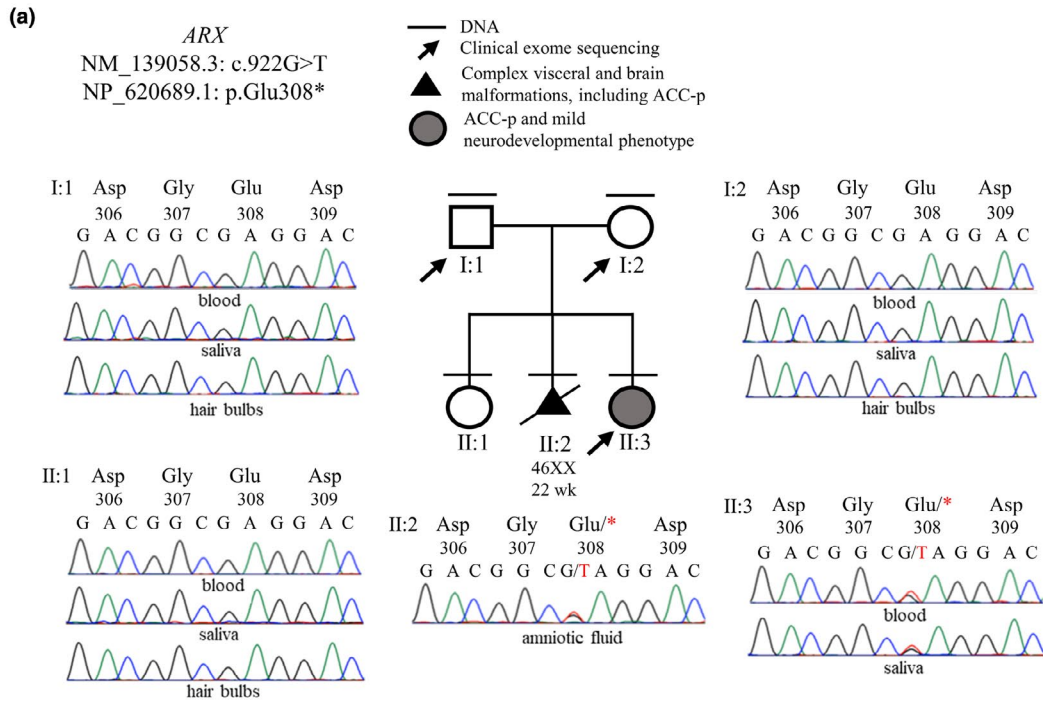 (a)
ARX
NM_139058.3: c.922G>T
NP_620689.1: p.Glu308*
DNA
Clinical exome sequencing
Complex visceral and brain
malformations, including ACC-p
ACC-p and mild
neurodevelopmental phenotype
I:1 Asp Gly Glu Asp
306 307 308 309
G A C G G C G A G G A C
blood
saliva
hair bulbs
I:1 I:2
I:2 Asp Gly Glu Asp
306 307 308 309
G A C G G C G A G G A C
blood
saliva
hair bulbs
II:1 II:2 II:3
46XX
22 wk
II:1 Asp Gly Glu Asp
306 307 308 309
G A C G G C G A G G A C
blood
saliva
hair bulbs
II:2 Asp Gly Glu/* Asp
306 307 308 309
G A C G G C G/T A G G A C
amniotic fluid
II:3 Asp Gly Glu/* Asp
306 307 308 309
G A C G G C G/T A G G A C
blood
saliva